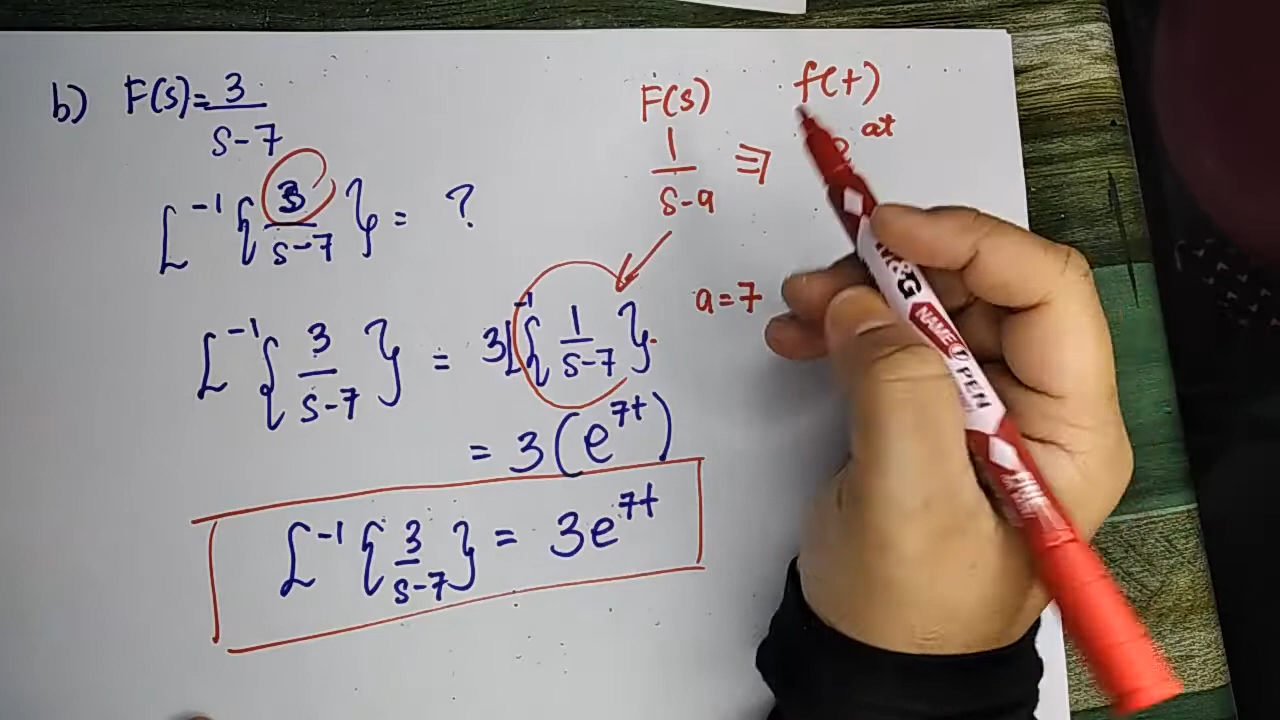 b) F(s) = 3/(s-7)
L⁻¹{3/(s-7)} = ?
L⁻¹{3/(s-7)} = 3L⁻¹{1/(s-7)}
= 3(e^{7t})
L⁻¹{3/(s-7)} = 3e^{7t}
F(s) f(t)
1/(s-a) ⇒ e^{at}
a=7
M&G
NAME PEN